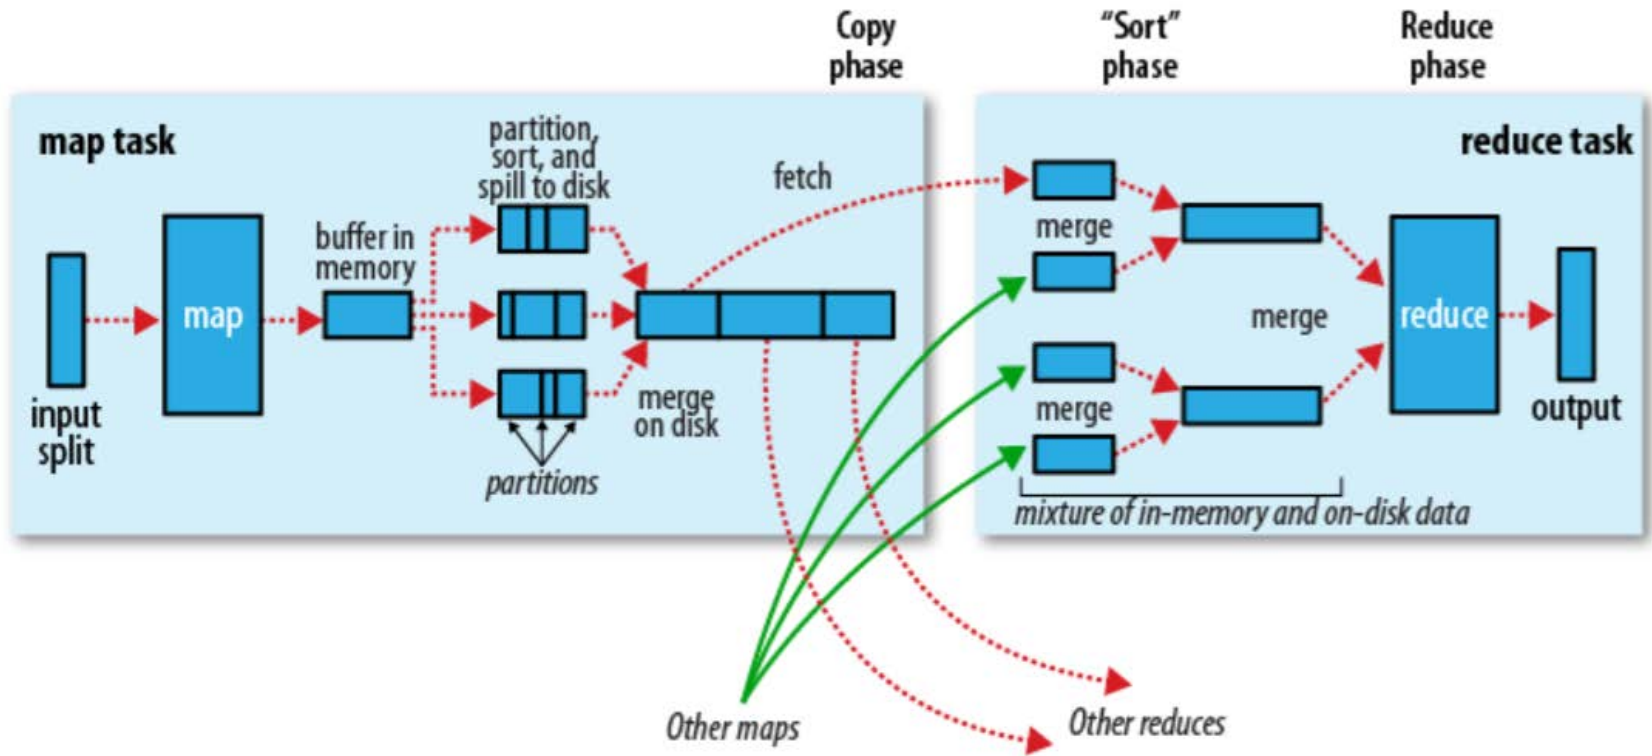 Copy
phase
“Sort”
phase
Reduce
phase
map task
reduce task
partition,
sort, and
spill to disk
fetch
buffer in
memory
map
merge
merge
reduce
merge
on disk
merge
input
split
output
partitions
mixture of in-memory and on-disk data
Other maps
Other reduces